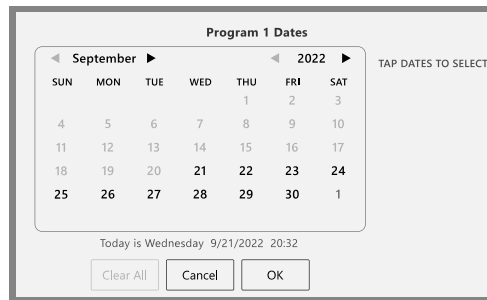 Program 1 Dates
◀ September ▶ ◀ 2022 ▶
TAP DATES TO SELECT
SUN MON TUE WED THU FRI SAT
1 2 3
4 5 6 7 8 9 10
11 12 13 14 15 16 17
18 19 20 21 22 23 24
25 26 27 28 29 30 1
Today is Wednesday 9/21/2022 20:32
Clear All Cancel OK